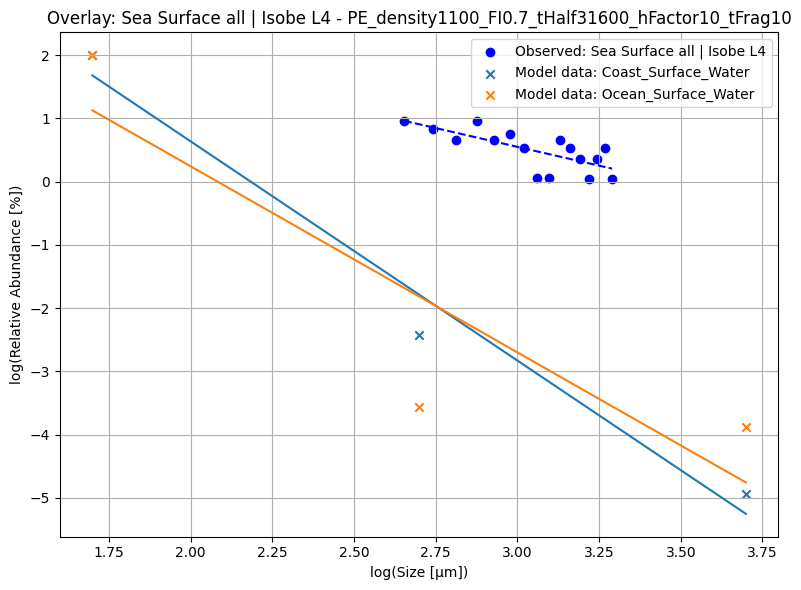 Overlay: Sea Surface all | Isobe L4 - PE_density1100_FI0.7_tHalf31600_hFactor10_tFrag10
Observed: Sea Surface all | Isobe L4
Model data: Coast_Surface_Water
Model data: Ocean_Surface_Water
log(Relative Abundance [%])
2
1
0
−1
−2
−3
−4
−5
1.75 2.00 2.25 2.50 2.75 3.00 3.25 3.50 3.75
log(Size [μm])